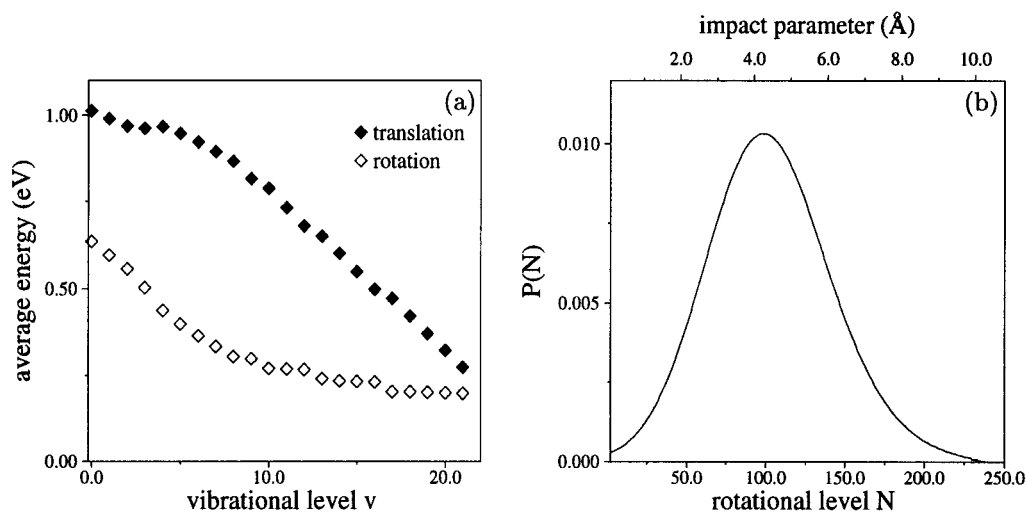 (a)
translation
rotation
average energy (eV)
1.00
0.50
0.00
0.0
10.0
20.0
vibrational level v
impact parameter (Å)
2.0
4.0
6.0
8.0
10.0
(b)
P(N)
0.010
0.005
0.000
50.0
100.0
150.0
200.0
250.0
rotational level N